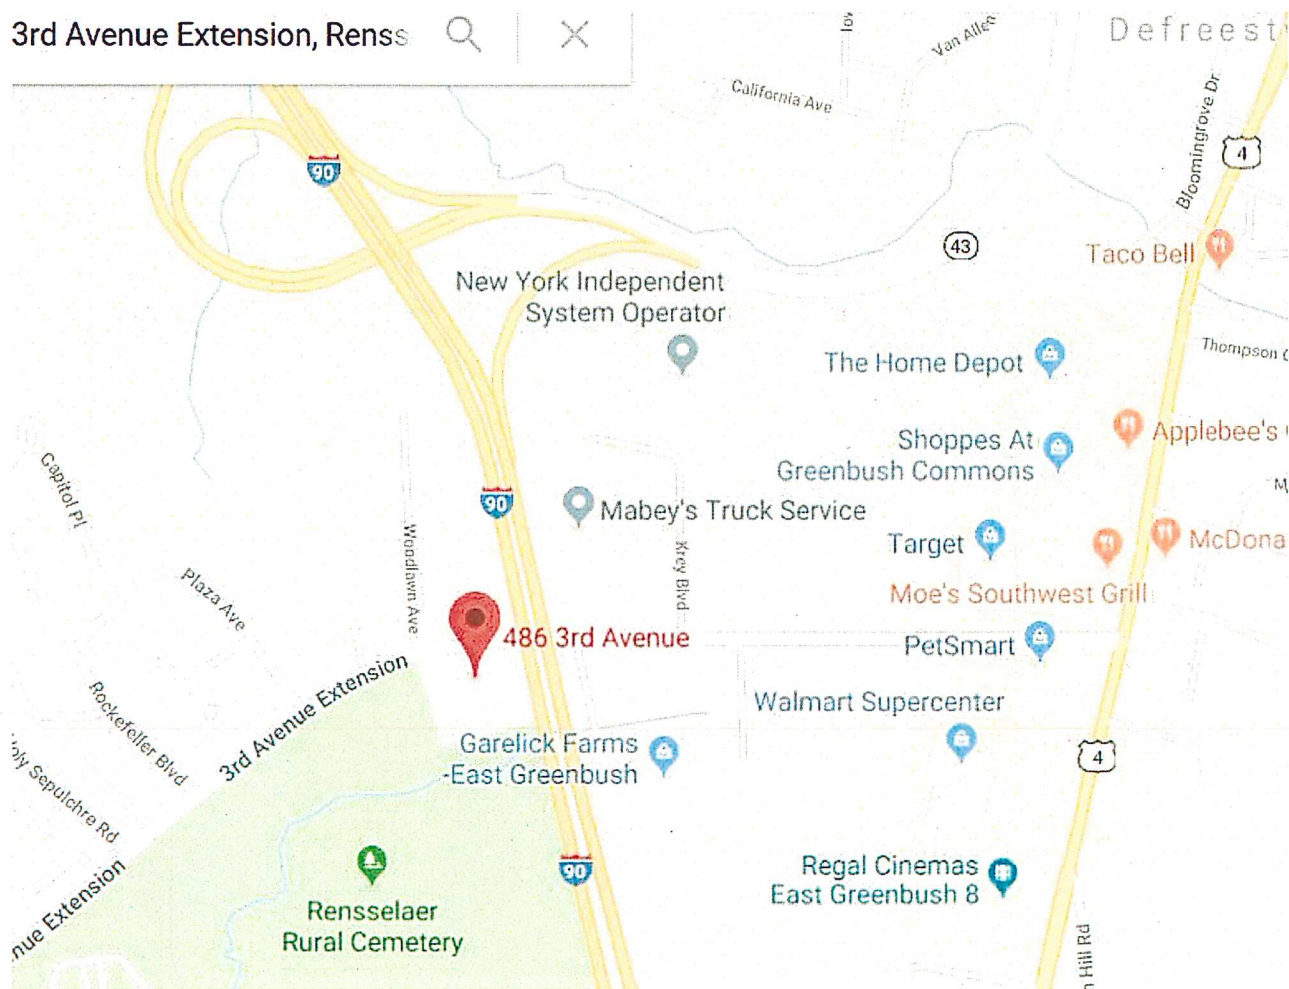 3rd Avenue Extension, Renss
Van Allen
California Ave
Bloomingrove Dr
4
90
43
Taco Bell
New York Independent
System Operator
Thompson
The Home Depot
Applebee's
Shoppes At
Greenbush Commons
Capitol Pl
90
Mabey's Truck Service
Target
McDona
Woodlawn Ave
Krey Blvd
Plaza Ave
Moe's Southwest Grill
486 3rd Avenue
PetSmart
3rd Avenue Extension
Rockefeller Blvd
Walmart Supercenter
Garelick Farms
-East Greenbush
4
oly Sepulchre Rd
90
Regal Cinemas
East Greenbush 8
nue Extension
Rensselaer
Rural Cemetery
Hill Rd